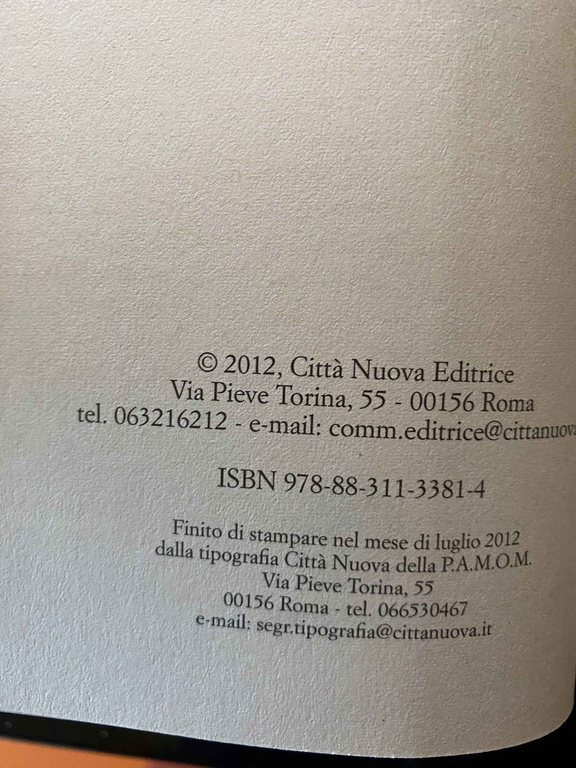 © 2012, Città Nuova Editrice
Via Pieve Torina, 55 - 00156 Roma
tel. 063216212 - e-mail: comm.editrice@cittanuova
ISBN 978-88-311-3381-4
Finito di stampare nel mese di luglio 2012
dalla tipografia Città Nuova della P.A.M.O.M.
Via Pieve Torina, 55
00156 Roma - tel. 066530467
e-mail: segr.tipografia@cittanuova.it